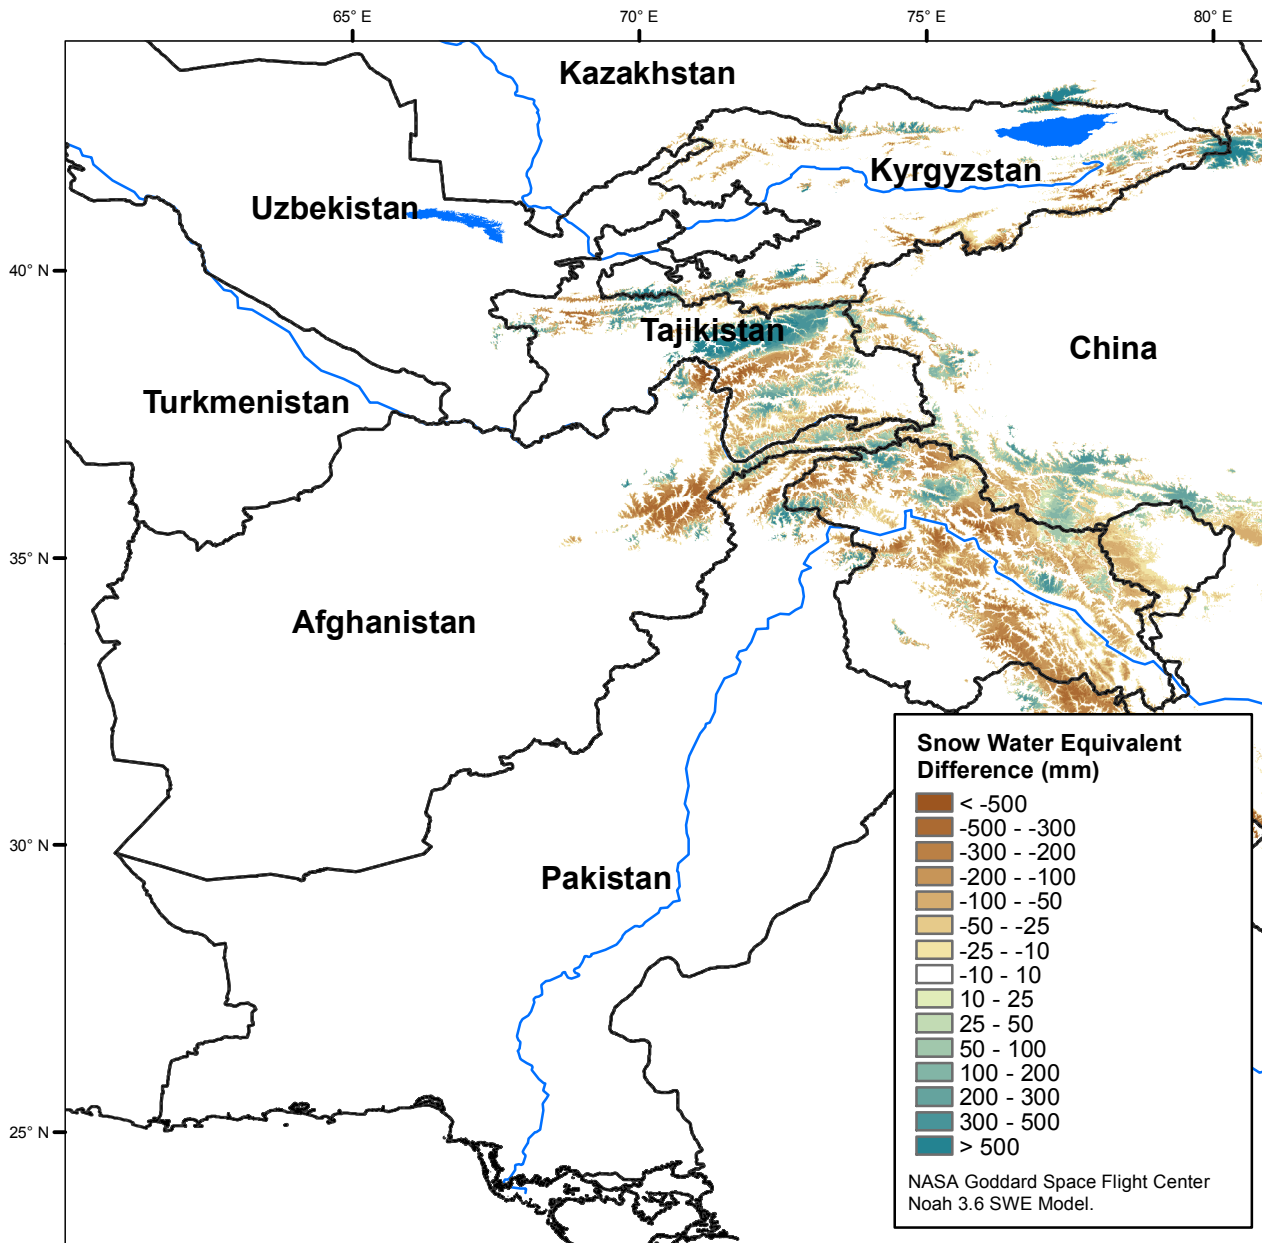 65° E
70° E
75° E
80° E
Kazakhstan
Kyrgyzstan
Uzbekistan
40° N
Tajikistan
China
Turkmenistan
35° N
Afghanistan
Snow Water Equivalent
Difference (mm)
< -500
-500 - -300
-300 - -200
-200 - -100
-100 - -50
-50 - -25
-25 - -10
-10 - 10
10 - 25
25 - 50
50 - 100
100 - 200
200 - 300
300 - 500
> 500
NASA Goddard Space Flight Center
Noah 3.6 SWE Model.
30° N
Pakistan
25° N